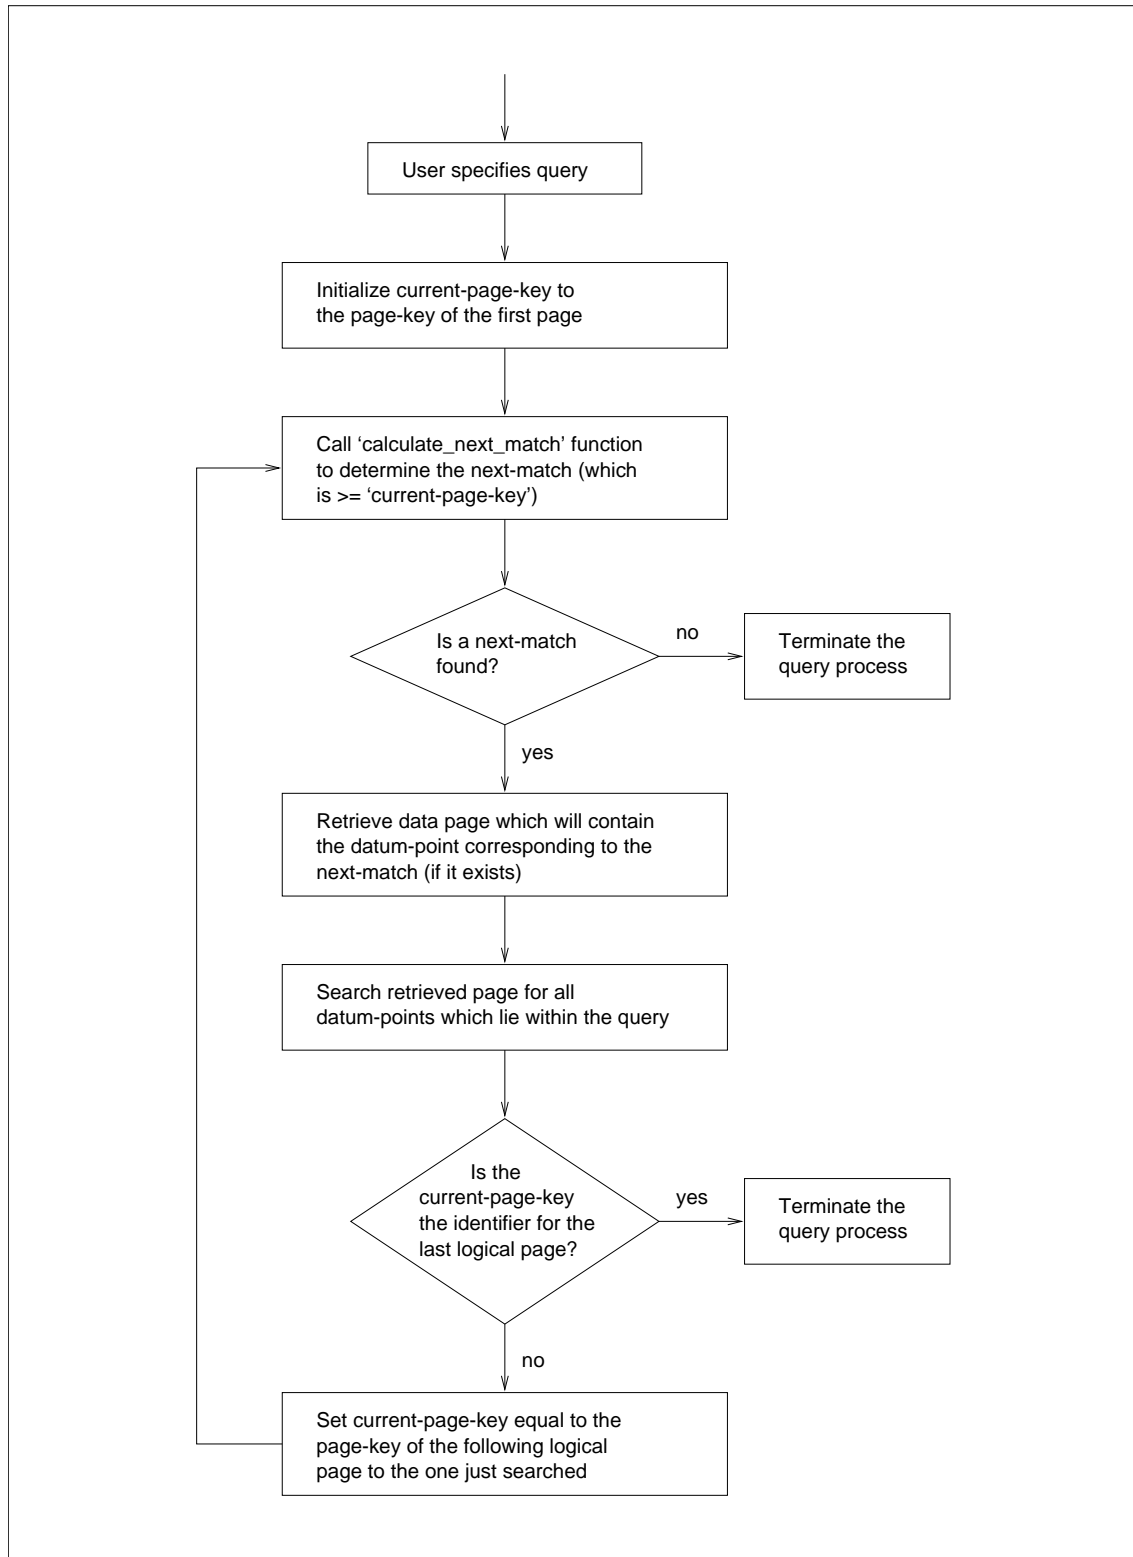 User specifies query
Initialize current-page-key to
the page-key of the first page
Call ‘calculate_next_match’ function
to determine the next-match (which
is >= ‘current-page-key’)
Is a next-match
found?
no
Terminate the
query process
yes
Retrieve data page which will contain
the datum-point corresponding to the
next-match (if it exists)
Search retrieved page for all
datum-points which lie within the query
Is the
current-page-key
the identifier for the
last logical page?
yes
Terminate the
query process
no
Set current-page-key equal to the
page-key of the following logical
page to the one just searched